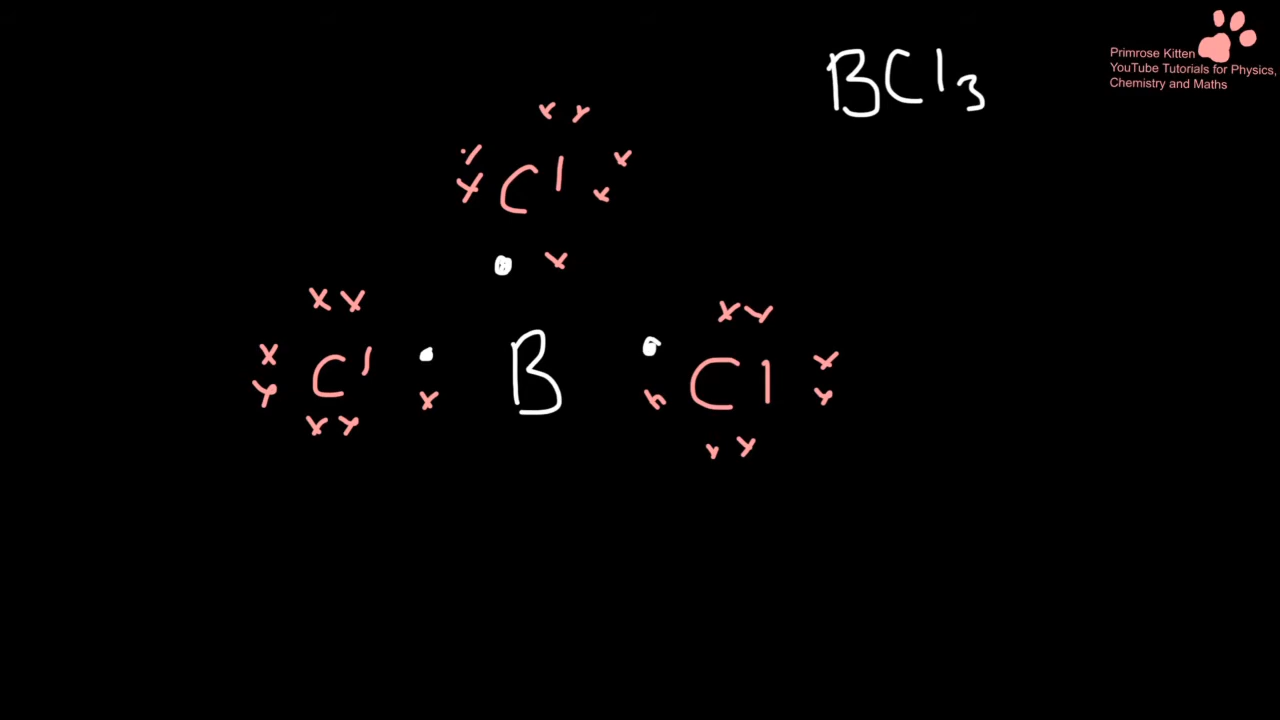 BCl3
Primrose Kitten
YouTube Tutorials for Physics,
Chemistry and Maths
Cl
Cl B Cl